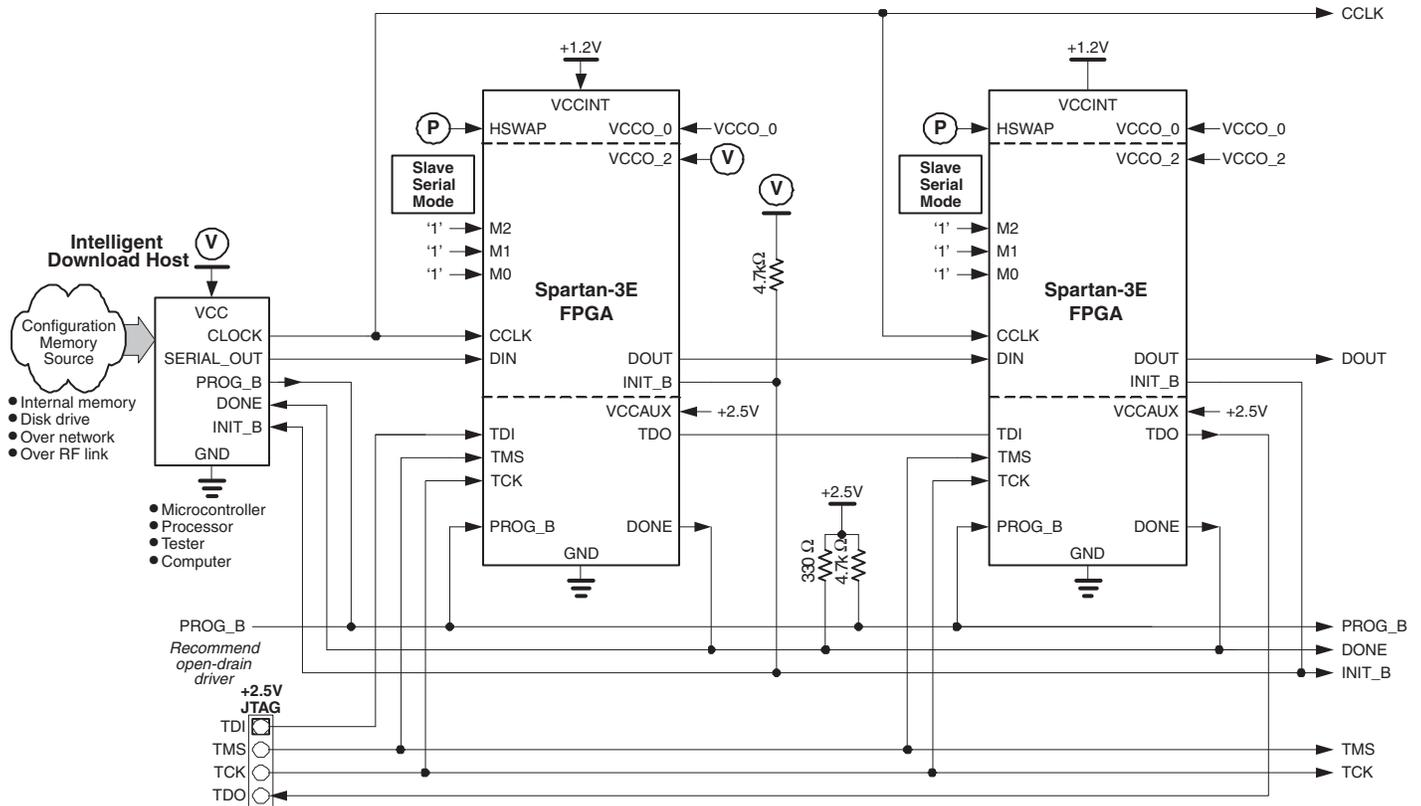 CCLK
+1.2V
+1.2V
VCCINT
VCCINT
P
HSWAP
VCCO_0
VCCO_0
P
HSWAP
VCCO_0
VCCO_0
VCCO_2
V
VCCO_2
VCCO_2
Slave
Serial
Mode
V
Slave
Serial
Mode
'1'
M2
'1'
M2
Intelligent
Download Host
V
'1'
M1
'1'
M1
'1'
M0
4.7kΩ
'1'
M0
Spartan-3E
FPGA
Spartan-3E
FPGA
VCC
Configuration
Memory
Source
CLOCK
CCLK
CCLK
SERIAL_OUT
DIN
DOUT
DIN
DOUT
DOUT
PROG_B
INIT_B
INIT_B
DONE
INIT_B
GND
● Internal memory
● Disk drive
● Over network
● Over RF link
VCCAUX
+2.5V
VCCAUX
+2.5V
TDI
TDO
TDI
TDO
TMS
TMS
TCK
TCK
● Microcontroller
● Processor
● Tester
● Computer
+2.5V
PROG_B
DONE
330 Ω
4.7k Ω
PROG_B
DONE
GND
GND
PROG_B
PROG_B
Recommend
open-drain
driver
DONE
INIT_B
+2.5V
JTAG
TDI
TMS
TMS
TCK
TCK
TDO